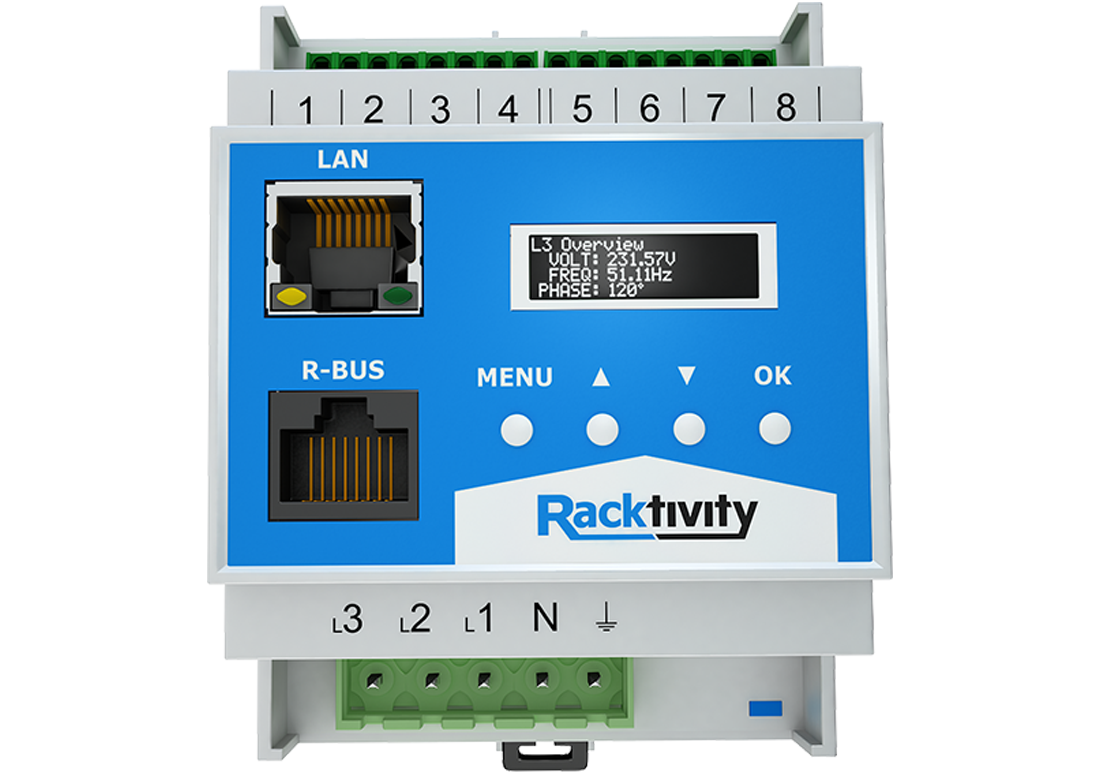 1 2 3 4 5 6 7 8
LAN
L3 Overview
VOLT: 231.57V
FREQ: 51.11Hz
PHASE: 120°
R-BUS
MENU ▲ ▼ OK
Racktivity
L3 L2 L1 N ⏚